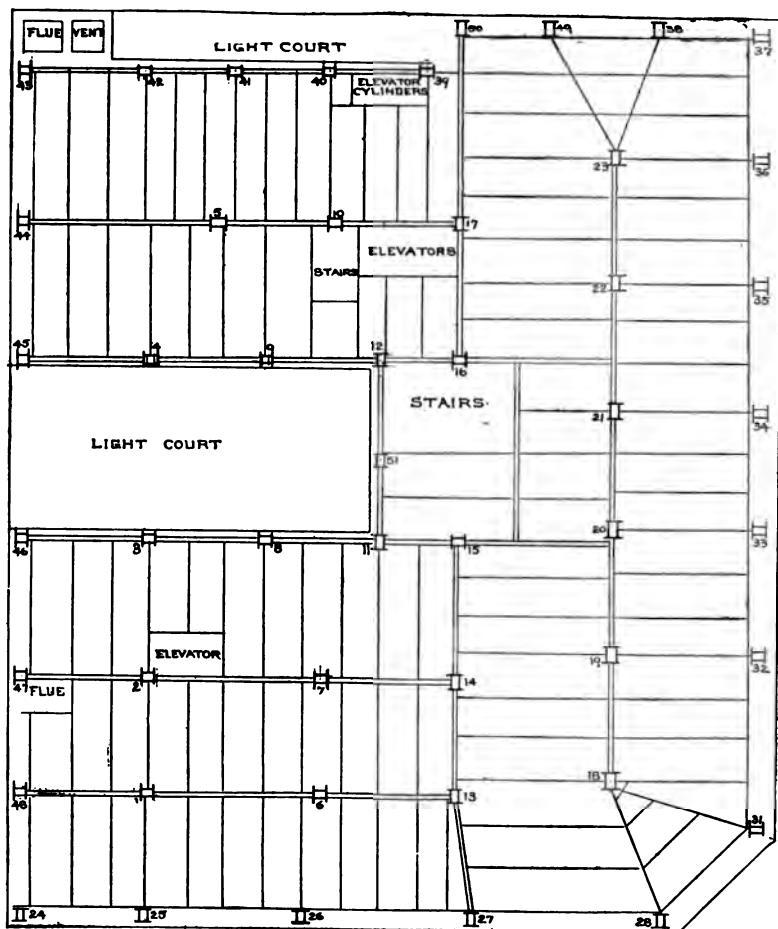 FLUE VENT
LIGHT COURT
50 49 38 37
43 42 41 40 39
ELEVATOR
CYLINDERS
23 36
44 5 10 17
ELEVATORS
STAIRS
22 35
45 4 9 12 16
STAIRS
21 34
LIGHT COURT
51
20 33
46 3 8 11 15
ELEVATOR
19 32
47 2 7 14
FLUE
18
48 1 6 13
31
24 25 26 27 28